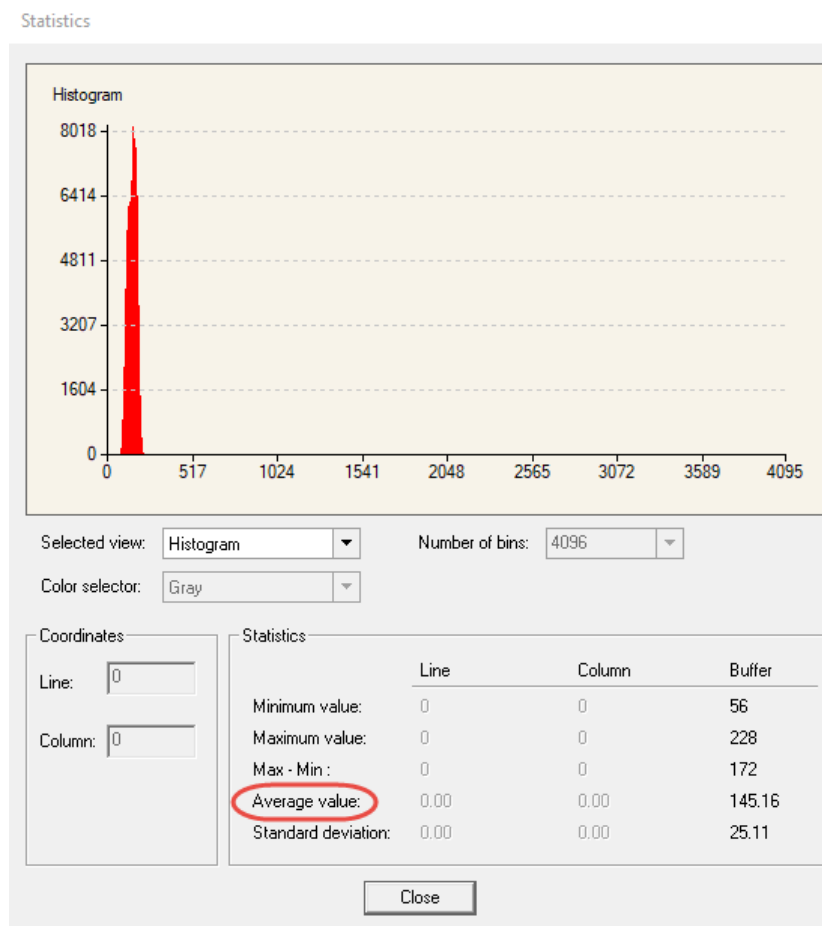 Statistics
Histogram
8018
6414
4811
3207
1604
0
0 517 1024 1541 2048 2565 3072 3589 4095
Selected view: Histogram Number of bins: 4096
Color selector: Gray
Coordinates
Line: 0
Column: 0
Statistics
Line Column Buffer
Minimum value: 0 0 56
Maximum value: 0 0 228
Max - Min : 0 0 172
Average value: 0.00 0.00 145.16
Standard deviation: 0.00 0.00 25.11
Close